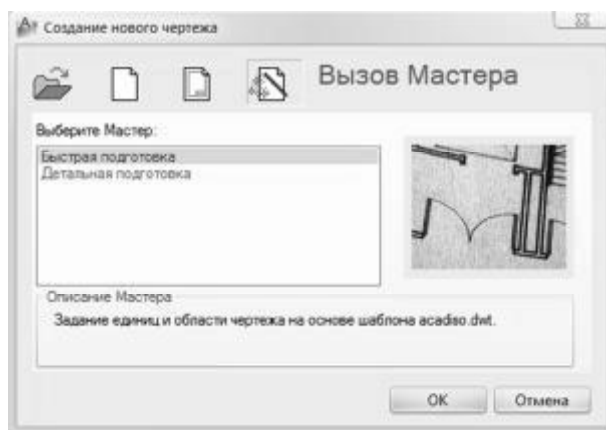 Создание нового чертежа
Вызов Мастера
Выберите Мастер:
Быстрая подготовка
Детальная подготовка
Описание Мастера
Задание единиц и области чертежа на основе шаблона acadiso.dwt.
OK
Отмена